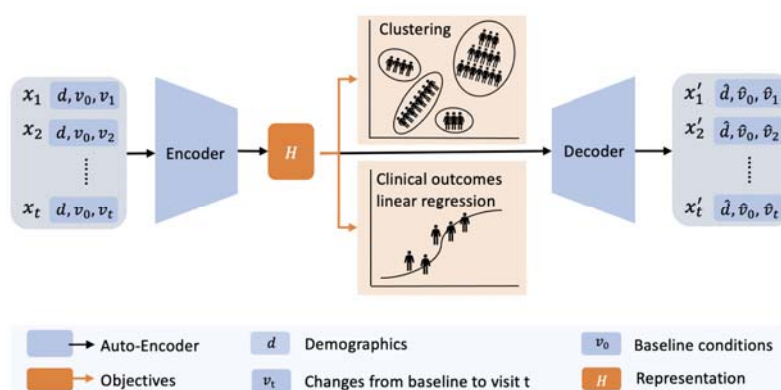 Clustering
x₁ d, v₀, v₁
x₂ d, v₀, v₂
xₜ d, v₀, vₜ
Encoder
H
Clinical outcomes
linear regression
Decoder
x′₁ d̂, v̂₀, v̂₁
x′₂ d̂, v̂₀, v̂₂
x′ₜ d̂, v̂₀, v̂ₜ
Auto-Encoder
d Demographics
v₀ Baseline conditions
Objectives
vₜ Changes from baseline to visit t
H Representation